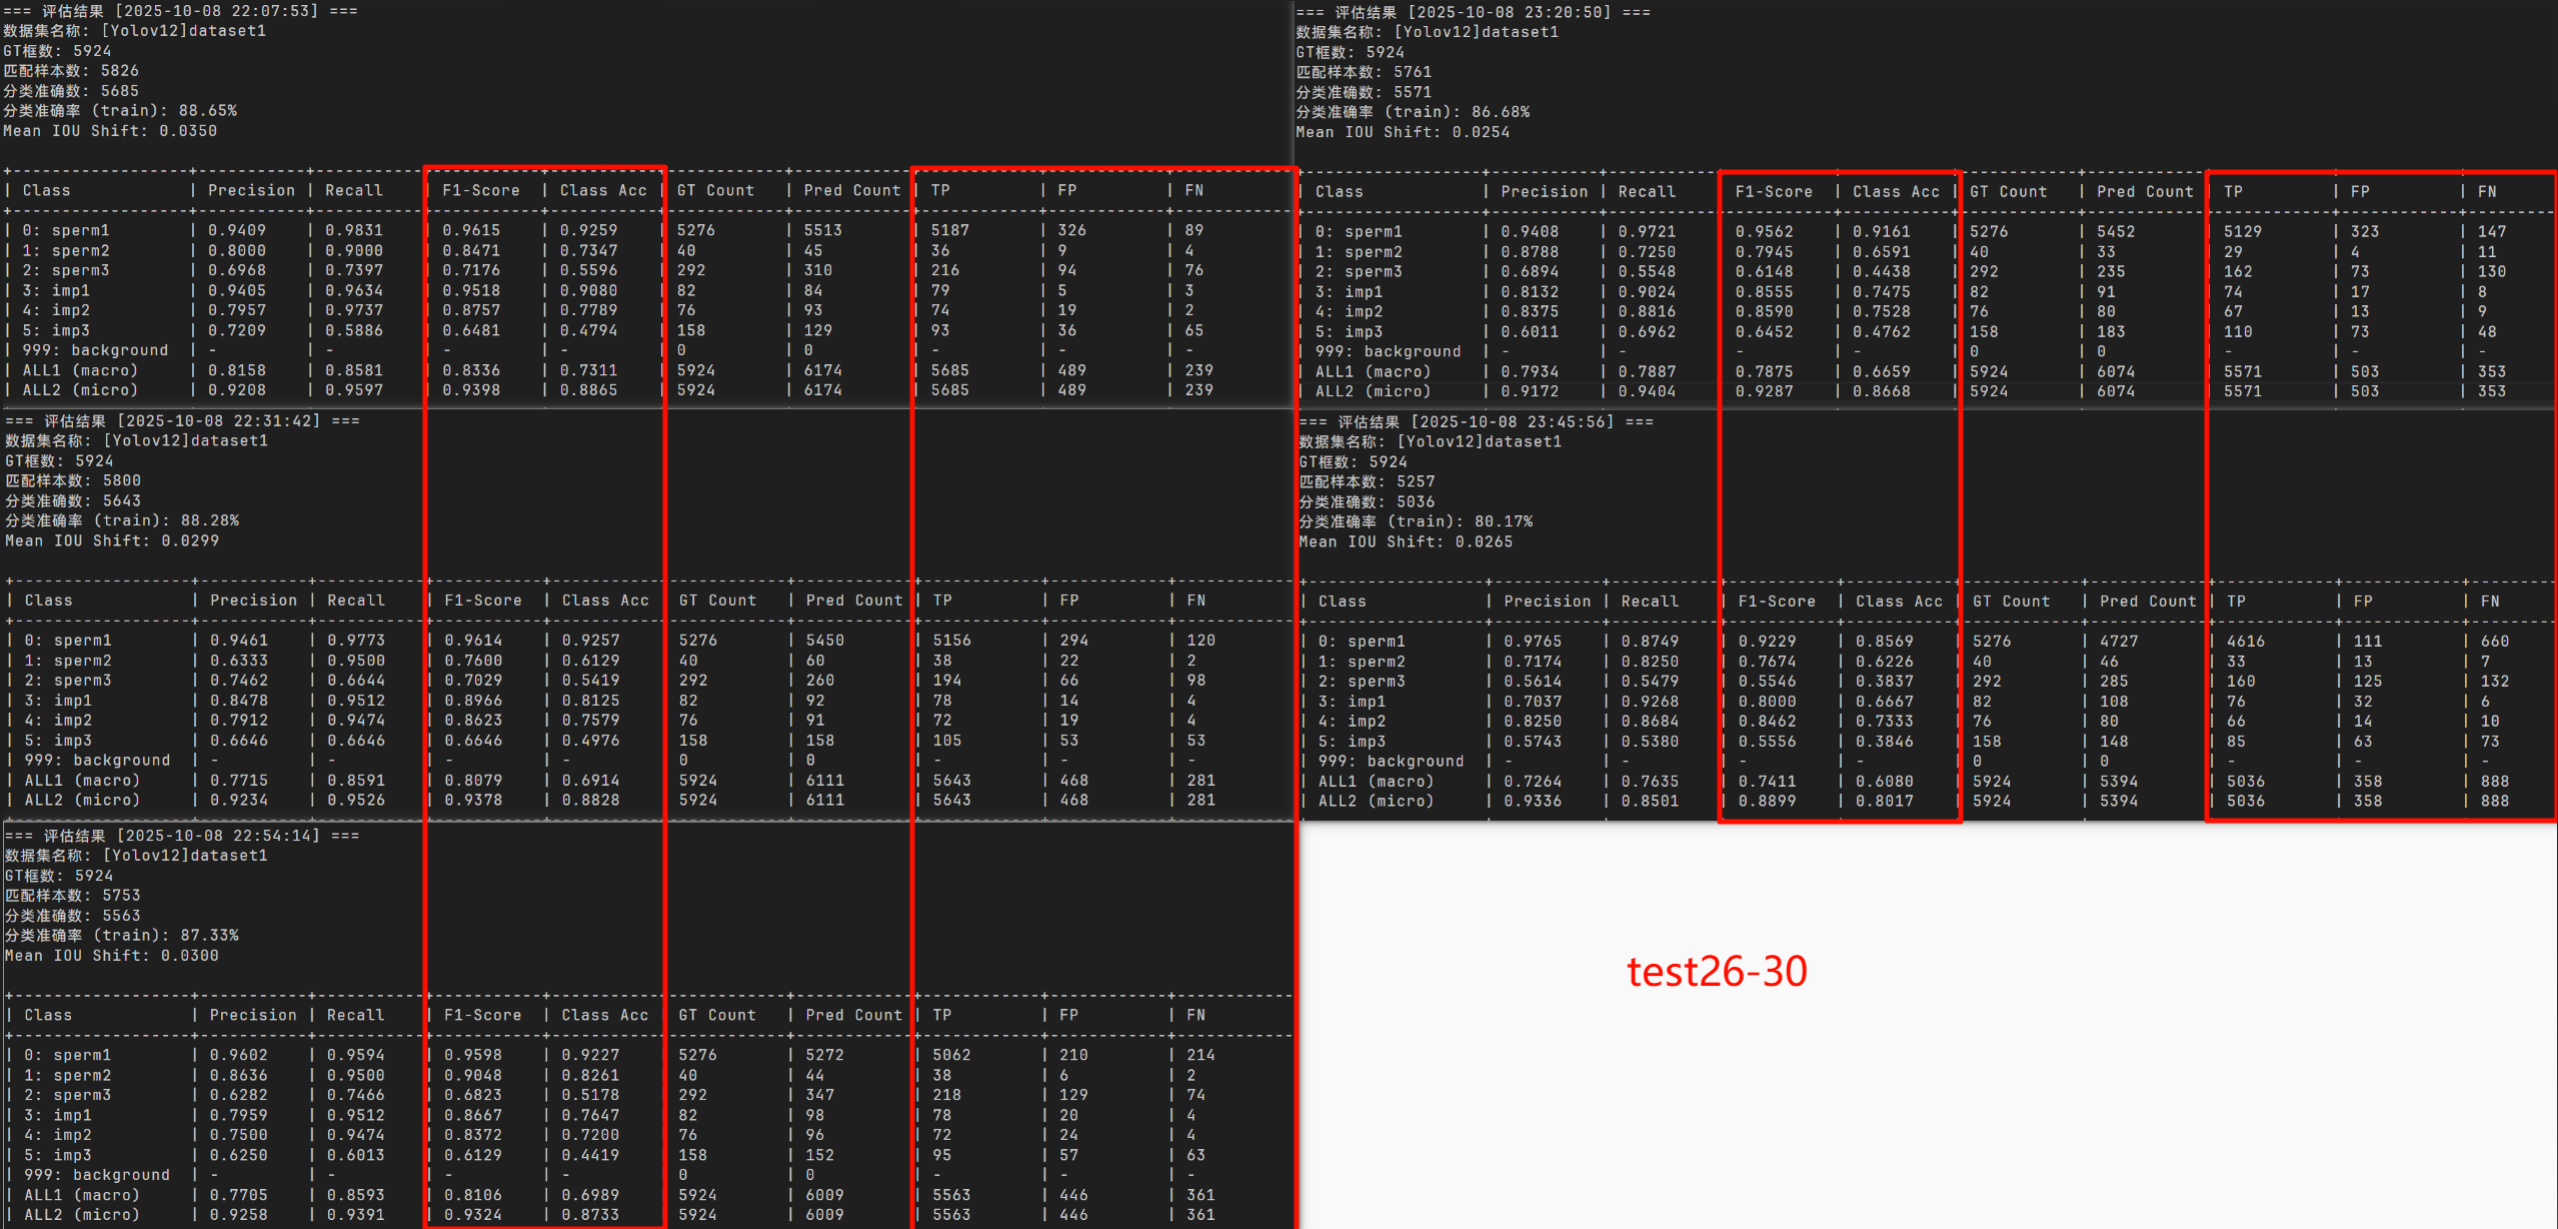 === 评估结果 [2025-10-08 22:07:53] ===
数据集名称: [Yolov12]dataset1
GT框数: 5924
匹配样本数: 5826
分类准确数: 5685
分类准确率 (train): 88.65%
Mean IOU Shift: 0.0350
| Class | Precision | Recall | F1-Score | Class Acc | GT Count | Pred Count | TP | FP | FN
| 0: sperm1 | 0.9409 | 0.9831 | 0.9615 | 0.9259 | 5276 | 5513 | 5187 | 326 | 89
| 1: sperm2 | 0.8000 | 0.9000 | 0.8471 | 0.7347 | 40 | 45 | 36 | 9 | 4
| 2: sperm3 | 0.6968 | 0.7397 | 0.7176 | 0.5596 | 292 | 310 | 216 | 94 | 76
| 3: imp1 | 0.9405 | 0.9634 | 0.9518 | 0.9080 | 82 | 84 | 79 | 5 | 3
| 4: imp2 | 0.7957 | 0.9737 | 0.8757 | 0.7789 | 76 | 93 | 74 | 19 | 2
| 5: imp3 | 0.7209 | 0.5886 | 0.6481 | 0.4794 | 158 | 129 | 93 | 36 | 65
| 999: background | - | - | - | - | 0 | 0 | - | - | -
| ALL1 (macro) | 0.8158 | 0.8581 | 0.8336 | 0.7311 | 5924 | 6174 | 5685 | 489 | 239
| ALL2 (micro) | 0.9208 | 0.9597 | 0.9398 | 0.8865 | 5924 | 6174 | 5685 | 489 | 239
=== 评估结果 [2025-10-08 22:31:42] ===
数据集名称: [Yolov12]dataset1
GT框数: 5924
匹配样本数: 5800
分类准确数: 5643
分类准确率 (train): 88.28%
Mean IOU Shift: 0.0299
| Class | Precision | Recall | F1-Score | Class Acc | GT Count | Pred Count | TP | FP | FN
| 0: sperm1 | 0.9461 | 0.9773 | 0.9614 | 0.9257 | 5276 | 5450 | 5156 | 294 | 120
| 1: sperm2 | 0.6333 | 0.9500 | 0.7600 | 0.6129 | 40 | 60 | 38 | 22 | 2
| 2: sperm3 | 0.7462 | 0.6644 | 0.7029 | 0.5419 | 292 | 260 | 194 | 66 | 98
| 3: imp1 | 0.8478 | 0.9512 | 0.8966 | 0.8125 | 82 | 92 | 78 | 14 | 4
| 4: imp2 | 0.7912 | 0.9474 | 0.8623 | 0.7579 | 76 | 91 | 72 | 19 | 4
| 5: imp3 | 0.6646 | 0.6646 | 0.6646 | 0.4976 | 158 | 158 | 105 | 53 | 53
| 999: background | - | - | - | - | 0 | 0 | - | - | -
| ALL1 (macro) | 0.7715 | 0.8591 | 0.8079 | 0.6914 | 5924 | 6111 | 5643 | 468 | 281
| ALL2 (micro) | 0.9234 | 0.9526 | 0.9378 | 0.8828 | 5924 | 6111 | 5643 | 468 | 281
=== 评估结果 [2025-10-08 22:54:14] ===
数据集名称: [Yolov12]dataset1
GT框数: 5924
匹配样本数: 5753
分类准确数: 5563
分类准确率 (train): 87.33%
Mean IOU Shift: 0.0300
| Class | Precision | Recall | F1-Score | Class Acc | GT Count | Pred Count | TP | FP | FN
| 0: sperm1 | 0.9602 | 0.9594 | 0.9598 | 0.9227 | 5276 | 5272 | 5062 | 210 | 214
| 1: sperm2 | 0.8636 | 0.9500 | 0.9048 | 0.8261 | 40 | 44 | 38 | 6 | 2
| 2: sperm3 | 0.6282 | 0.7466 | 0.6823 | 0.5178 | 292 | 347 | 218 | 129 | 74
| 3: imp1 | 0.7959 | 0.9512 | 0.8667 | 0.7647 | 82 | 98 | 78 | 20 | 4
| 4: imp2 | 0.7500 | 0.9474 | 0.8372 | 0.7200 | 76 | 96 | 72 | 24 | 4
| 5: imp3 | 0.6250 | 0.6013 | 0.6129 | 0.4419 | 158 | 152 | 95 | 57 | 63
| 999: background | - | - | - | - | 0 | 0 | - | - | -
| ALL1 (macro) | 0.7705 | 0.8593 | 0.8106 | 0.6989 | 5924 | 6009 | 5563 | 446 | 361
| ALL2 (micro) | 0.9258 | 0.9391 | 0.9324 | 0.8733 | 5924 | 6009 | 5563 | 446 | 361
=== 评估结果 [2025-10-08 23:20:50] ===
数据集名称: [Yolov12]dataset1
GT框数: 5924
匹配样本数: 5761
分类准确数: 5571
分类准确率 (train): 86.68%
Mean IOU Shift: 0.0254
| Class | Precision | Recall | F1-Score | Class Acc | GT Count | Pred Count | TP | FP | FN
| 0: sperm1 | 0.9408 | 0.9721 | 0.9562 | 0.9161 | 5276 | 5452 | 5129 | 323 | 147
| 1: sperm2 | 0.8788 | 0.7250 | 0.7945 | 0.6591 | 40 | 33 | 29 | 4 | 11
| 2: sperm3 | 0.6894 | 0.5548 | 0.6148 | 0.4438 | 292 | 235 | 162 | 73 | 130
| 3: imp1 | 0.8132 | 0.9024 | 0.8555 | 0.7475 | 82 | 91 | 74 | 17 | 8
| 4: imp2 | 0.8375 | 0.8816 | 0.8590 | 0.7528 | 76 | 80 | 67 | 13 | 9
| 5: imp3 | 0.6011 | 0.6962 | 0.6452 | 0.4762 | 158 | 183 | 110 | 73 | 48
| 999: background | - | - | - | - | 0 | 0 | - | - | -
| ALL1 (macro) | 0.7934 | 0.7887 | 0.7875 | 0.6659 | 5924 | 6074 | 5571 | 503 | 353
| ALL2 (micro) | 0.9172 | 0.9404 | 0.9287 | 0.8668 | 5924 | 6074 | 5571 | 503 | 353
=== 评估结果 [2025-10-08 23:45:56] ===
数据集名称: [Yolov12]dataset1
GT框数: 5924
匹配样本数: 5257
分类准确数: 5036
分类准确率 (train): 80.17%
Mean IOU Shift: 0.0265
| Class | Precision | Recall | F1-Score | Class Acc | GT Count | Pred Count | TP | FP | FN
| 0: sperm1 | 0.9765 | 0.8749 | 0.9229 | 0.8569 | 5276 | 4727 | 4616 | 111 | 660
| 1: sperm2 | 0.7174 | 0.8250 | 0.7674 | 0.6226 | 40 | 46 | 33 | 13 | 7
| 2: sperm3 | 0.5614 | 0.5479 | 0.5546 | 0.3837 | 292 | 285 | 160 | 125 | 132
| 3: imp1 | 0.7037 | 0.9268 | 0.8000 | 0.6667 | 82 | 108 | 76 | 32 | 6
| 4: imp2 | 0.8250 | 0.8684 | 0.8462 | 0.7333 | 76 | 80 | 66 | 14 | 10
| 5: imp3 | 0.5743 | 0.5380 | 0.5556 | 0.3846 | 158 | 148 | 85 | 63 | 73
| 999: background | - | - | - | - | 0 | 0 | - | - | -
| ALL1 (macro) | 0.7264 | 0.7635 | 0.7411 | 0.6080 | 5924 | 5394 | 5036 | 358 | 888
| ALL2 (micro) | 0.9336 | 0.8501 | 0.8899 | 0.8017 | 5924 | 5394 | 5036 | 358 | 888
test26-30